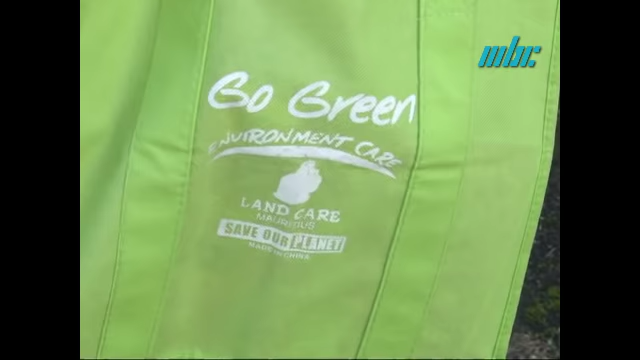 mbc
Go Green
ENVIRONMENT CARE
LAND CARE
MAURITIUS
SAVE OUR PLANET
MADE IN CHINA